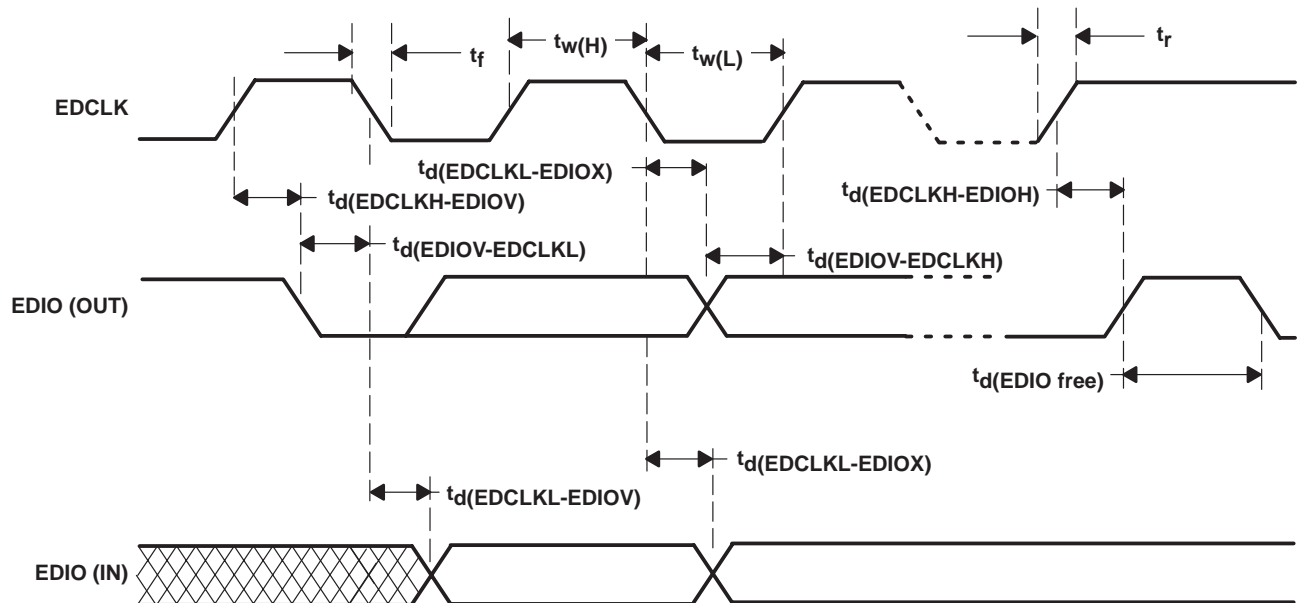 tf
tw(H)
tw(L)
tr
EDCLK
td(EDCLKL-EDIOX)
td(EDCLKH-EDIOV)
td(EDCLKH-EDIOH)
td(EDIOV-EDCLKL)
td(EDIOV-EDCLKH)
EDIO (OUT)
td(EDIO free)
td(EDCLKL-EDIOX)
td(EDCLKL-EDIOV)
EDIO (IN)